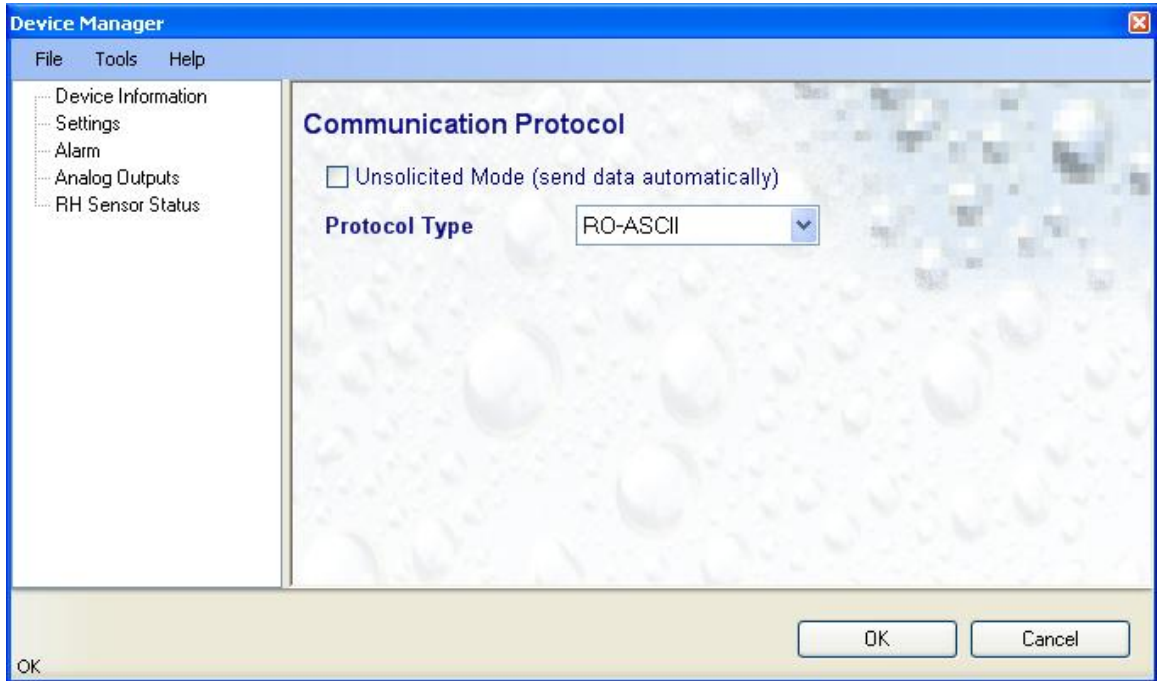 Device Manager
File Tools Help
Device Information
Settings
Alarm
Analog Outputs
RH Sensor Status
Communication Protocol
Unsolicited Mode (send data automatically)
Protocol Type RO-ASCII
OK Cancel
OK